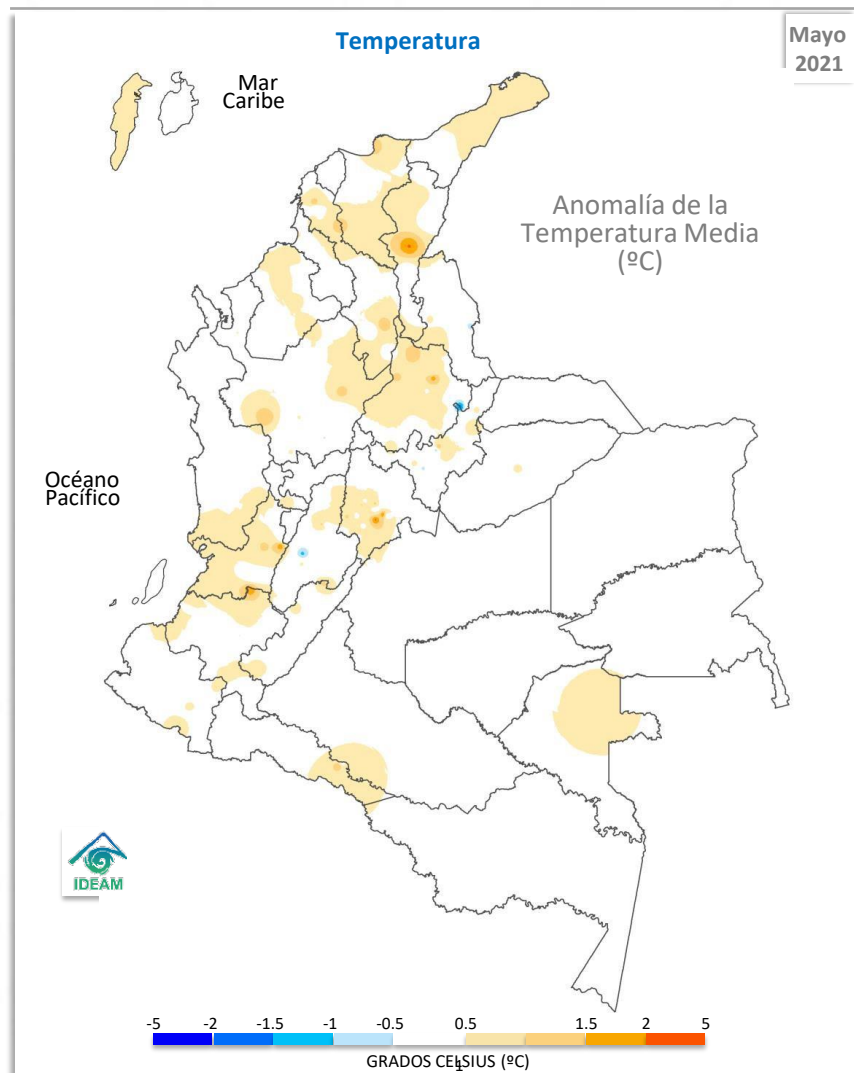 Temperatura
Mayo
2021
Mar
Caribe
Anomalía de la
Temperatura Media
(ºC)
Océano
Pacífico
IDEAM
-5 -2 -1.5 -1 -0.5 0.5 1.5 2 5
GRADOS CELSIUS (ºC)
1